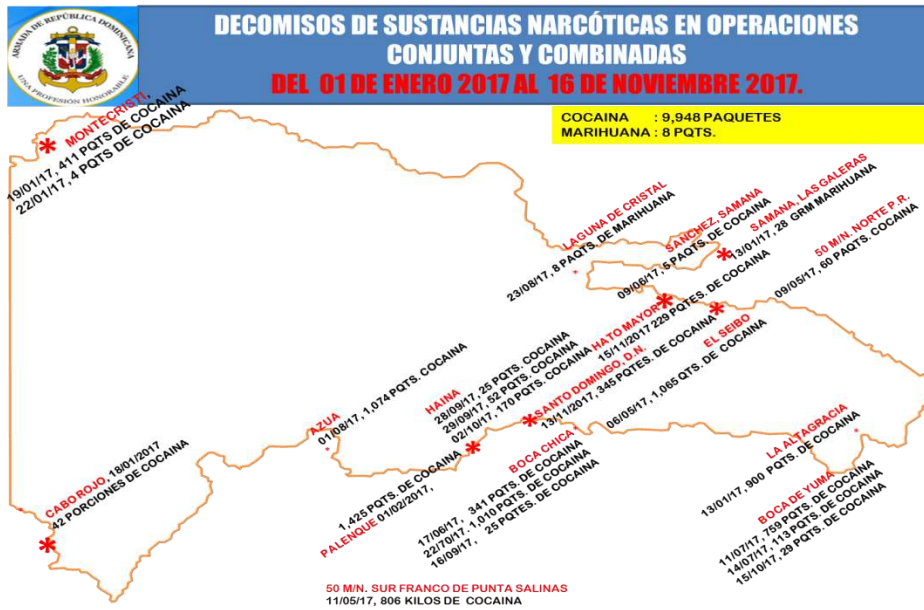 ARMADA DE REPÚBLICA DOMINICANA
UNA PROFESIÓN HONORABLE
DECOMISOS DE SUSTANCIAS NARCÓTICAS EN OPERACIONES
CONJUNTAS Y COMBINADAS
DEL 01 DE ENERO 2017 AL 16 DE NOVIEMBRE 2017.
COCAINA : 9,948 PAQUETES
MARIHUANA : 8 PQTS.
MONTECRISTI,
19/01/17, 411 PQTS DE COCAINA
22/01/17, 4 PQTS DE COCAINA
LAGUNA DE CRISTAL
23/08/17, 8 PAQTS. DE MARIHUANA
SANCHEZ, SAMANA
09/06/17, 5 PAQTS. DE COCAINA
SAMANA, LAS GALERAS
13/01/17, 28 GRM MARIHUANA
50 M/N. NORTE P.R.
09/05/17, 60 PAQTS. COCAINA
HATO MAYOR
15/11/2017 229 PQTES. DE COCAINA
SANTO DOMINGO, D.N.
13/11/2017, 345 PQTES. DE COCAINA
EL SEIBO
06/05/17, 1,065 QTS. DE COCAINA
HAINA
28/09/17, 25 PQTS. COCAINA
29/09/17, 52 PQTS. COCAINA
02/10/17, 170 PQTS. COCAINA
AZUA
01/08/17, 1,074 PQTS. COCAINA
CABO ROJO, 18/01/2017
42 PORCIONES DE COCAINA
1,425 PQTS. DE COCAINA
PALENQUE 01/02/2017,
BOCA CHICA
17/06/17, 341 PQTS. DE COCAINA
22/70/17. 1,010 PQTS. DE COCAINA
16/09/17, 25 PQTES. DE COCAINA
LA ALTAGRACIA
13/01/17, 900 PQTS. DE COCAINA
BOCA DE YUMA
11/07/17, 759 PQTS. DE COCAINA
14/07/17, 113 PQTS. DE COCAINA
15/10/17, 29 PQTS. DE COCAINA
50 M/N. SUR FRANCO DE PUNTA SALINAS
11/05/17, 806 KILOS DE COCAINA